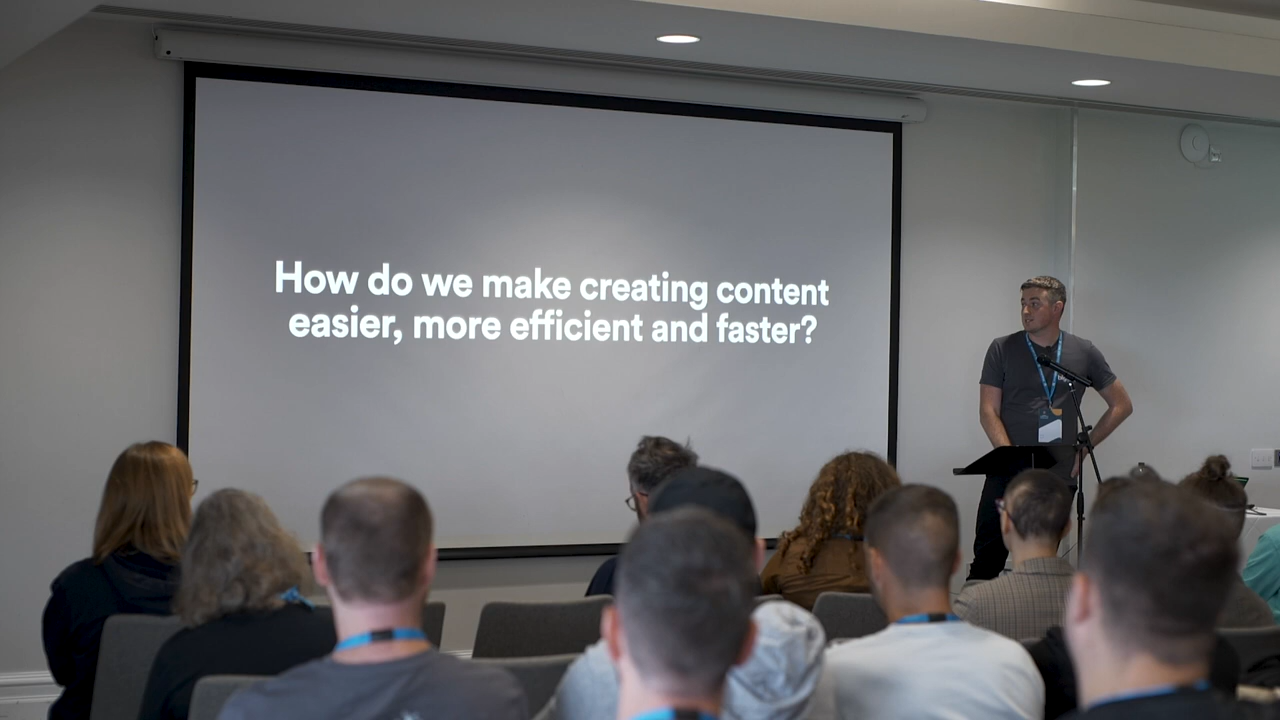 How do we make creating content
easier, more efficient and faster?